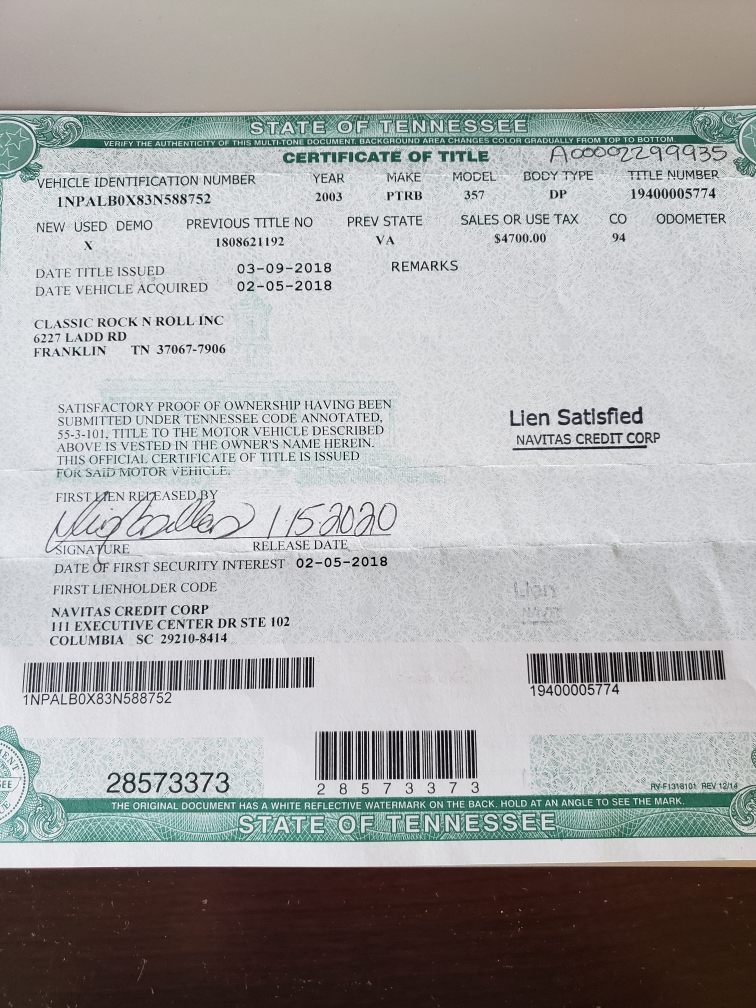 STATE OF TENNESSEE
VERIFY THE AUTHENTICITY OF THIS MULTI-TONE DOCUMENT. BACKGROUND AREA CHANGES COLOR GRADUALLY FROM TOP TO BOTTOM
CERTIFICATE OF TITLE A00002299935
VEHICLE IDENTIFICATION NUMBER YEAR MAKE MODEL BODY TYPE TITLE NUMBER
1NPALB0X83N588752 2003 PTRB 357 DP 19400005774
NEW USED DEMO PREVIOUS TITLE NO PREV STATE SALES OR USE TAX CO ODOMETER
X 1808621192 VA $4700.00 94
DATE TITLE ISSUED 03-09-2018 REMARKS
DATE VEHICLE ACQUIRED 02-05-2018
CLASSIC ROCK N ROLL INC
6227 LADD RD
FRANKLIN TN 37067-7906
SATISFACTORY PROOF OF OWNERSHIP HAVING BEEN
SUBMITTED UNDER TENNESSEE CODE ANNOTATED,
55-3-101, TITLE TO THE MOTOR VEHICLE DESCRIBED
ABOVE IS VESTED IN THE OWNER'S NAME HEREIN.
THIS OFFICIAL CERTIFICATE OF TITLE IS ISSUED
FOR SAID MOTOR VEHICLE.
Lien Satisfied
NAVITAS CREDIT CORP
FIRST LIEN RELEASED BY
1152020
SIGNATURE RELEASE DATE
DATE OF FIRST SECURITY INTEREST 02-05-2018
FIRST LIENHOLDER CODE
Lien
NAVITAS CREDIT CORP
111 EXECUTIVE CENTER DR STE 102
COLUMBIA SC 29210-8414
1NPALB0X83N588752 19400005774
28573373 28573373
RV-F1318101 REV 12/14
THE ORIGINAL DOCUMENT HAS A WHITE REFLECTIVE WATERMARK ON THE BACK. HOLD AT AN ANGLE TO SEE THE MARK.
STATE OF TENNESSEE